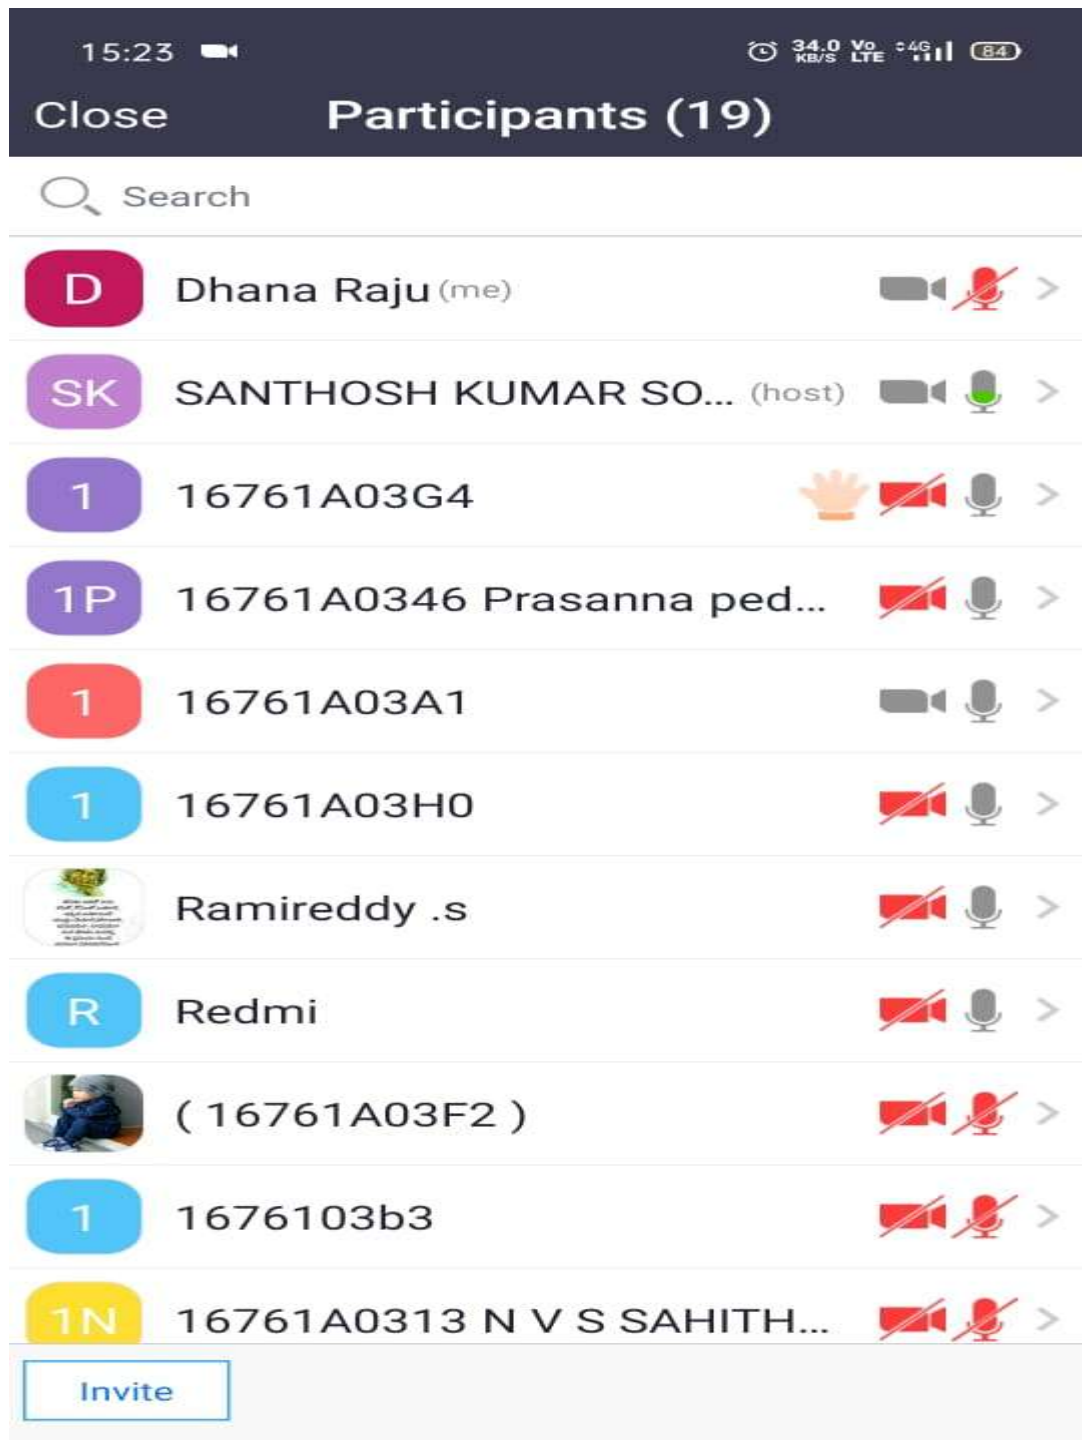 15:23 34.0 KB/S Vo LTE 4G 84
Close Participants (19)
Search
D Dhana Raju (me)
SK SANTHOSH KUMAR SO... (host)
1 16761A03G4
1P 16761A0346 Prasanna ped...
1 16761A03A1
1 16761A03H0
Ramireddy .s
R Redmi
( 16761A03F2 )
1 1676103b3
1N 16761A0313 N V S SAHITH...
Invite